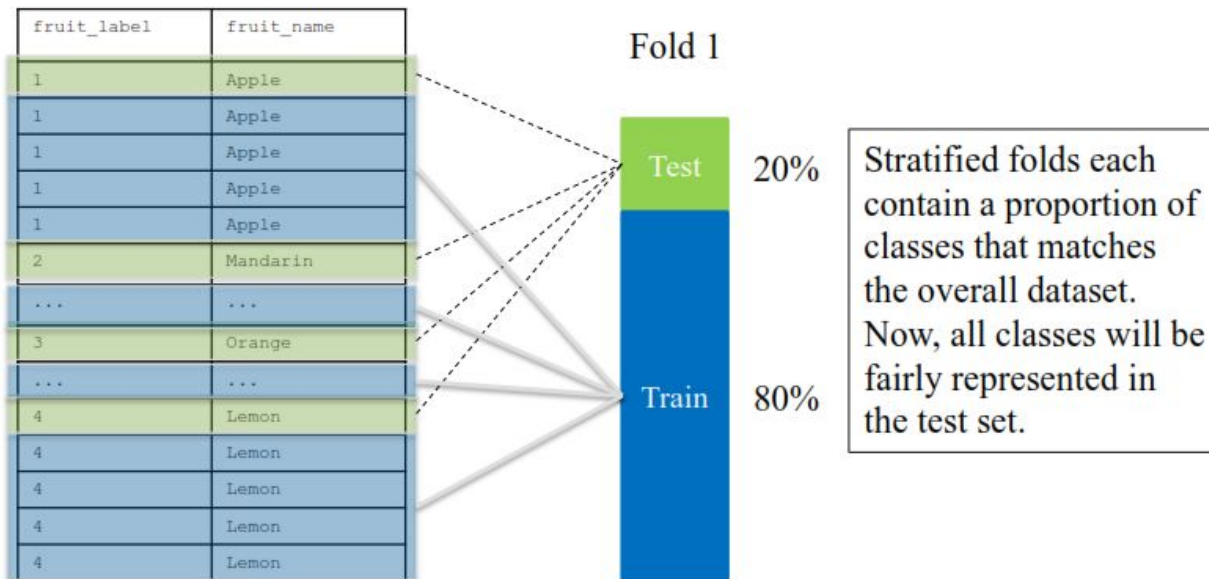 fruit_label fruit_name
1 Apple
1 Apple
1 Apple
1 Apple
1 Apple
2 Mandarin
... ...
3 Orange
... ...
4 Lemon
4 Lemon
4 Lemon
4 Lemon
4 Lemon
Fold 1
Test
20%
Train
80%
Stratified folds each
contain a proportion of
classes that matches
the overall dataset.
Now, all classes will be
fairly represented in
the test set.